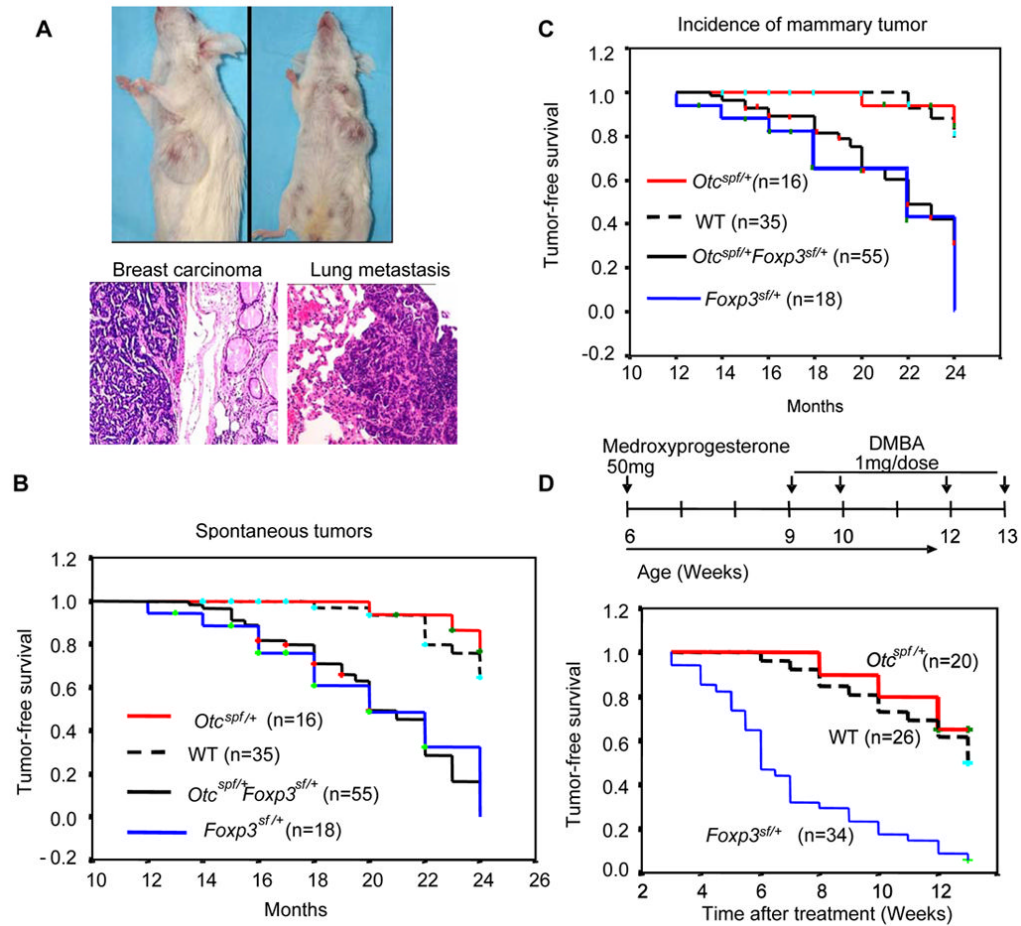 A
Breast carcinoma
Lung metastasis
B
Spontaneous tumors
1.2
1.0
0.8
0.6
0.4
0.2
0.0
- 0.2
Tumor-free survival
Otc^spf/+ (n=16)
WT (n=35)
Otc^spf/+Foxp3^sf/+ (n=55)
Foxp3^sf/+ (n=18)
10 12 14 16 18 20 22 24 26
Months
C
Incidence of mammary tumor
1.2
1.0
0.8
0.6
0.4
0.2
0.0
-0.2
Tumor-free survival
Otc^spf/+ (n=16)
WT (n=35)
Otc^spf/+Foxp3^sf/+ (n=55)
Foxp3^sf/+ (n=18)
10 12 14 16 18 20 22 24
Months
D
Medroxyprogesterone
50mg
DMBA
1mg/dose
6 9 10 12 13
Age (Weeks)
1.2
1.0
0.8
0.6
0.4
0.2
0.0
Tumor-free survival
Otc^spf/+ (n=20)
WT (n=26)
Foxp3^sf/+ (n=34)
2 4 6 8 10 12
Time after treatment (Weeks)